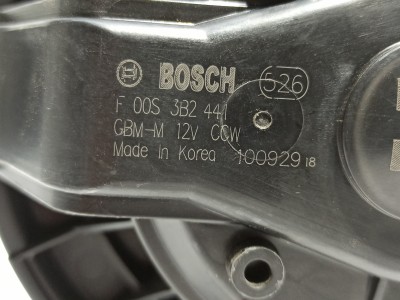 BOSCH 526
F 00S 3B2 441
GBM-M 12V CCW
Made in Korea 100929 18